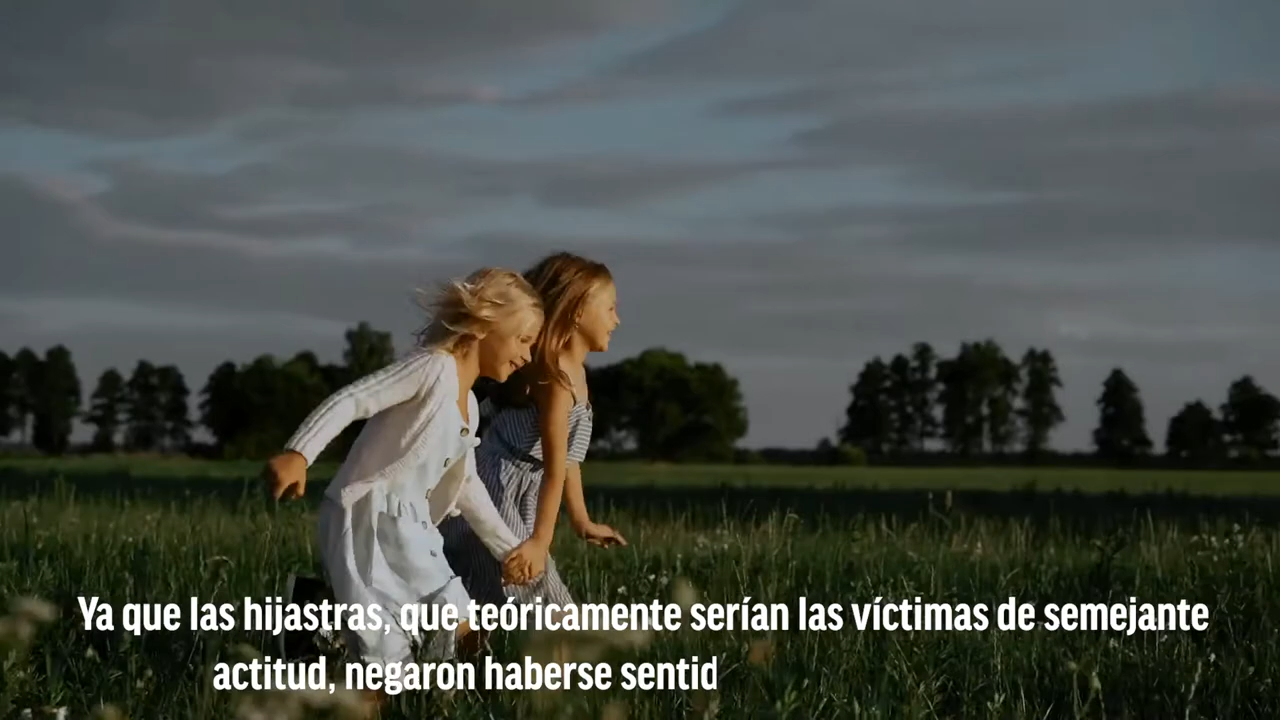 Ya que las hijastras, que teóricamente serían las víctimas de semejante
actitud, negaron haberse sentid